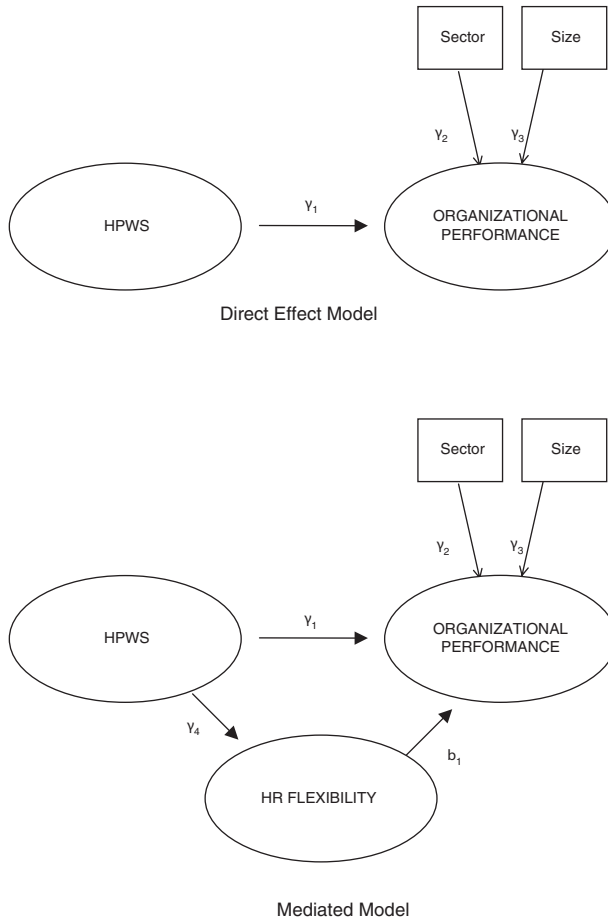 Sector Size
γ2 γ3
HPWS
γ1
ORGANIZATIONAL
PERFORMANCE
Direct Effect Model
Sector Size
γ2 γ3
HPWS
γ1
ORGANIZATIONAL
PERFORMANCE
γ4
b1
HR FLEXIBILITY
Mediated Model